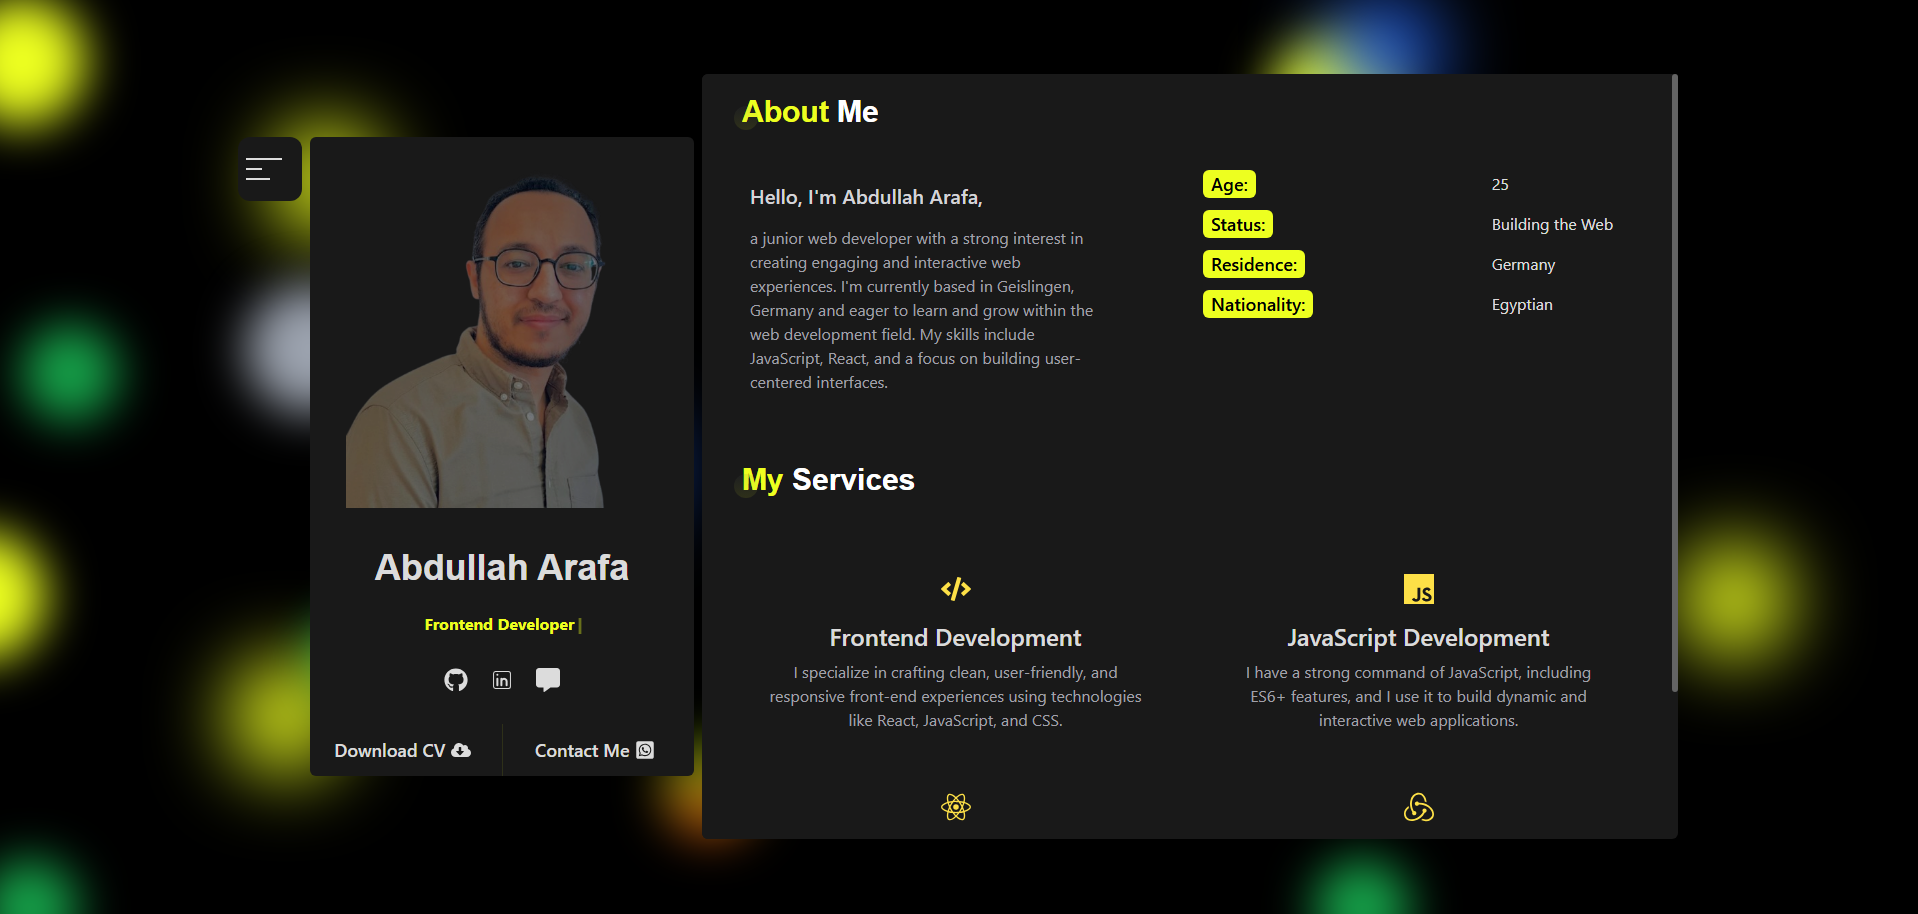 Abdullah Arafa
Frontend Developer|
Download CV
Contact Me
About Me
Hello, I'm Abdullah Arafa,
a junior web developer with a strong interest in
creating engaging and interactive web
experiences. I'm currently based in Geislingen,
Germany and eager to learn and grow within the
web development field. My skills include
JavaScript, React, and a focus on building user-
centered interfaces.
Age: 25
Status: Building the Web
Residence: Germany
Nationality: Egyptian
My Services
Frontend Development
I specialize in crafting clean, user-friendly, and
responsive front-end experiences using technologies
like React, JavaScript, and CSS.
JS
JavaScript Development
I have a strong command of JavaScript, including
ES6+ features, and I use it to build dynamic and
interactive web applications.